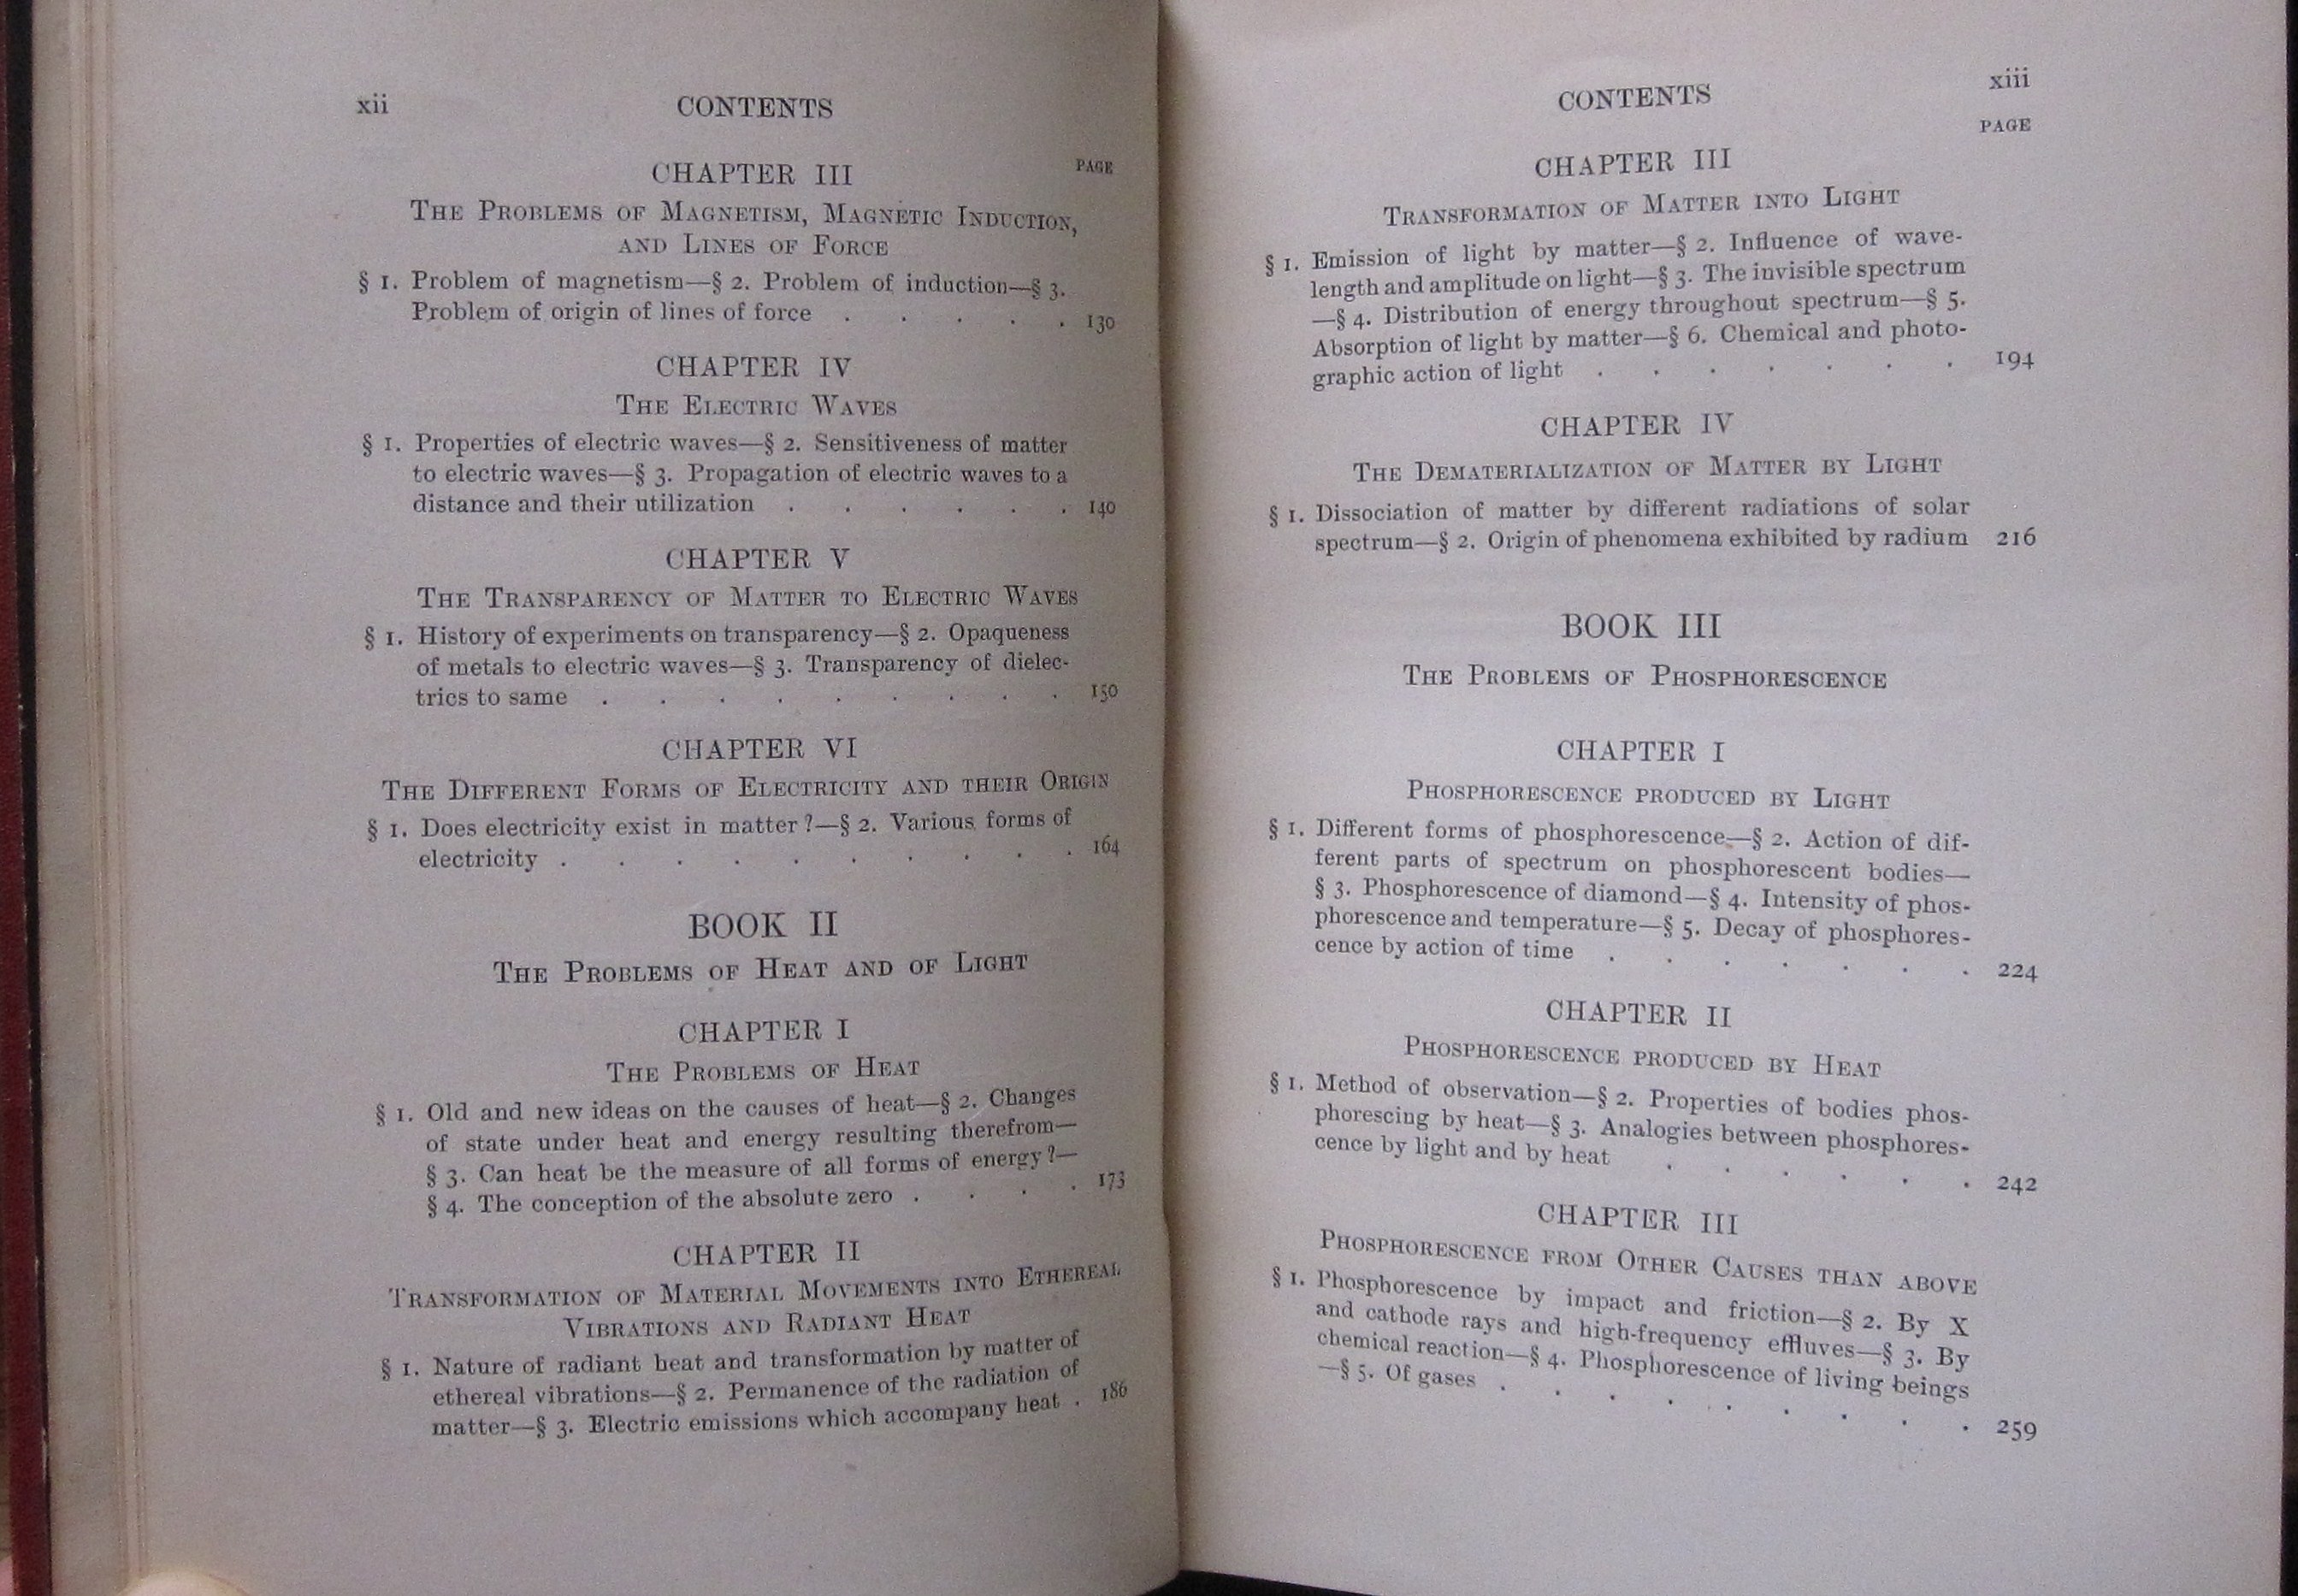 xii CONTENTS
CHAPTER III PAGE
THE PROBLEMS OF MAGNETISM, MAGNETIC INDUCTION,
AND LINES OF FORCE
§ 1. Problem of magnetism—§ 2. Problem of induction—§ 3.
Problem of origin of lines of force . . . . . 130
CHAPTER IV
THE ELECTRIC WAVES
§ 1. Properties of electric waves—§ 2. Sensitiveness of matter
to electric waves—§ 3. Propagation of electric waves to a
distance and their utilization . . . . . . 140
CHAPTER V
THE TRANSPARENCY OF MATTER TO ELECTRIC WAVES
§ 1. History of experiments on transparency—§ 2. Opaqueness
of metals to electric waves—§ 3. Transparency of dielec-
trics to same . . . . . . . . . 150
CHAPTER VI
THE DIFFERENT FORMS OF ELECTRICITY AND THEIR ORIGIN
§ 1. Does electricity exist in matter?—§ 2. Various forms of
electricity . . . . . . . . . . 164
BOOK II
THE PROBLEMS OF HEAT AND OF LIGHT
CHAPTER I
THE PROBLEMS OF HEAT
§ 1. Old and new ideas on the causes of heat—§ 2. Changes
of state under heat and energy resulting therefrom—
§ 3. Can heat be the measure of all forms of energy?—
§ 4. The conception of the absolute zero . . . . 173
CHAPTER II
TRANSFORMATION OF MATERIAL MOVEMENTS INTO ETHEREAL
VIBRATIONS AND RADIANT HEAT
§ 1. Nature of radiant heat and transformation by matter of
ethereal vibrations—§ 2. Permanence of the radiation of
matter—§ 3. Electric emissions which accompany heat . 186
CONTENTS xiii
PAGE
CHAPTER III
TRANSFORMATION OF MATTER INTO LIGHT
§ 1. Emission of light by matter—§ 2. Influence of wave-
length and amplitude on light—§ 3. The invisible spectrum
—§ 4. Distribution of energy throughout spectrum—§ 5.
Absorption of light by matter—§ 6. Chemical and photo-
graphic action of light . . . . . . . 194
CHAPTER IV
THE DEMATERIALIZATION OF MATTER BY LIGHT
§ 1. Dissociation of matter by different radiations of solar
spectrum—§ 2. Origin of phenomena exhibited by radium 216
BOOK III
THE PROBLEMS OF PHOSPHORESCENCE
CHAPTER I
PHOSPHORESCENCE PRODUCED BY LIGHT
§ 1. Different forms of phosphorescence—§ 2. Action of dif-
ferent parts of spectrum on phosphorescent bodies—
§ 3. Phosphorescence of diamond—§ 4. Intensity of phos-
phorescence and temperature—§ 5. Decay of phosphores-
cence by action of time . . . . . . . 224
CHAPTER II
PHOSPHORESCENCE PRODUCED BY HEAT
§ 1. Method of observation—§ 2. Properties of bodies phos-
phorescing by heat—§ 3. Analogies between phosphores-
cence by light and by heat . . . . . . 242
CHAPTER III
PHOSPHORESCENCE FROM OTHER CAUSES THAN ABOVE
§ 1. Phosphorescence by impact and friction—§ 2. By X
and cathode rays and high-frequency effluves—§ 3. By
chemical reaction—§ 4. Phosphorescence of living beings
—§ 5. Of gases . . . . . . . . . 259